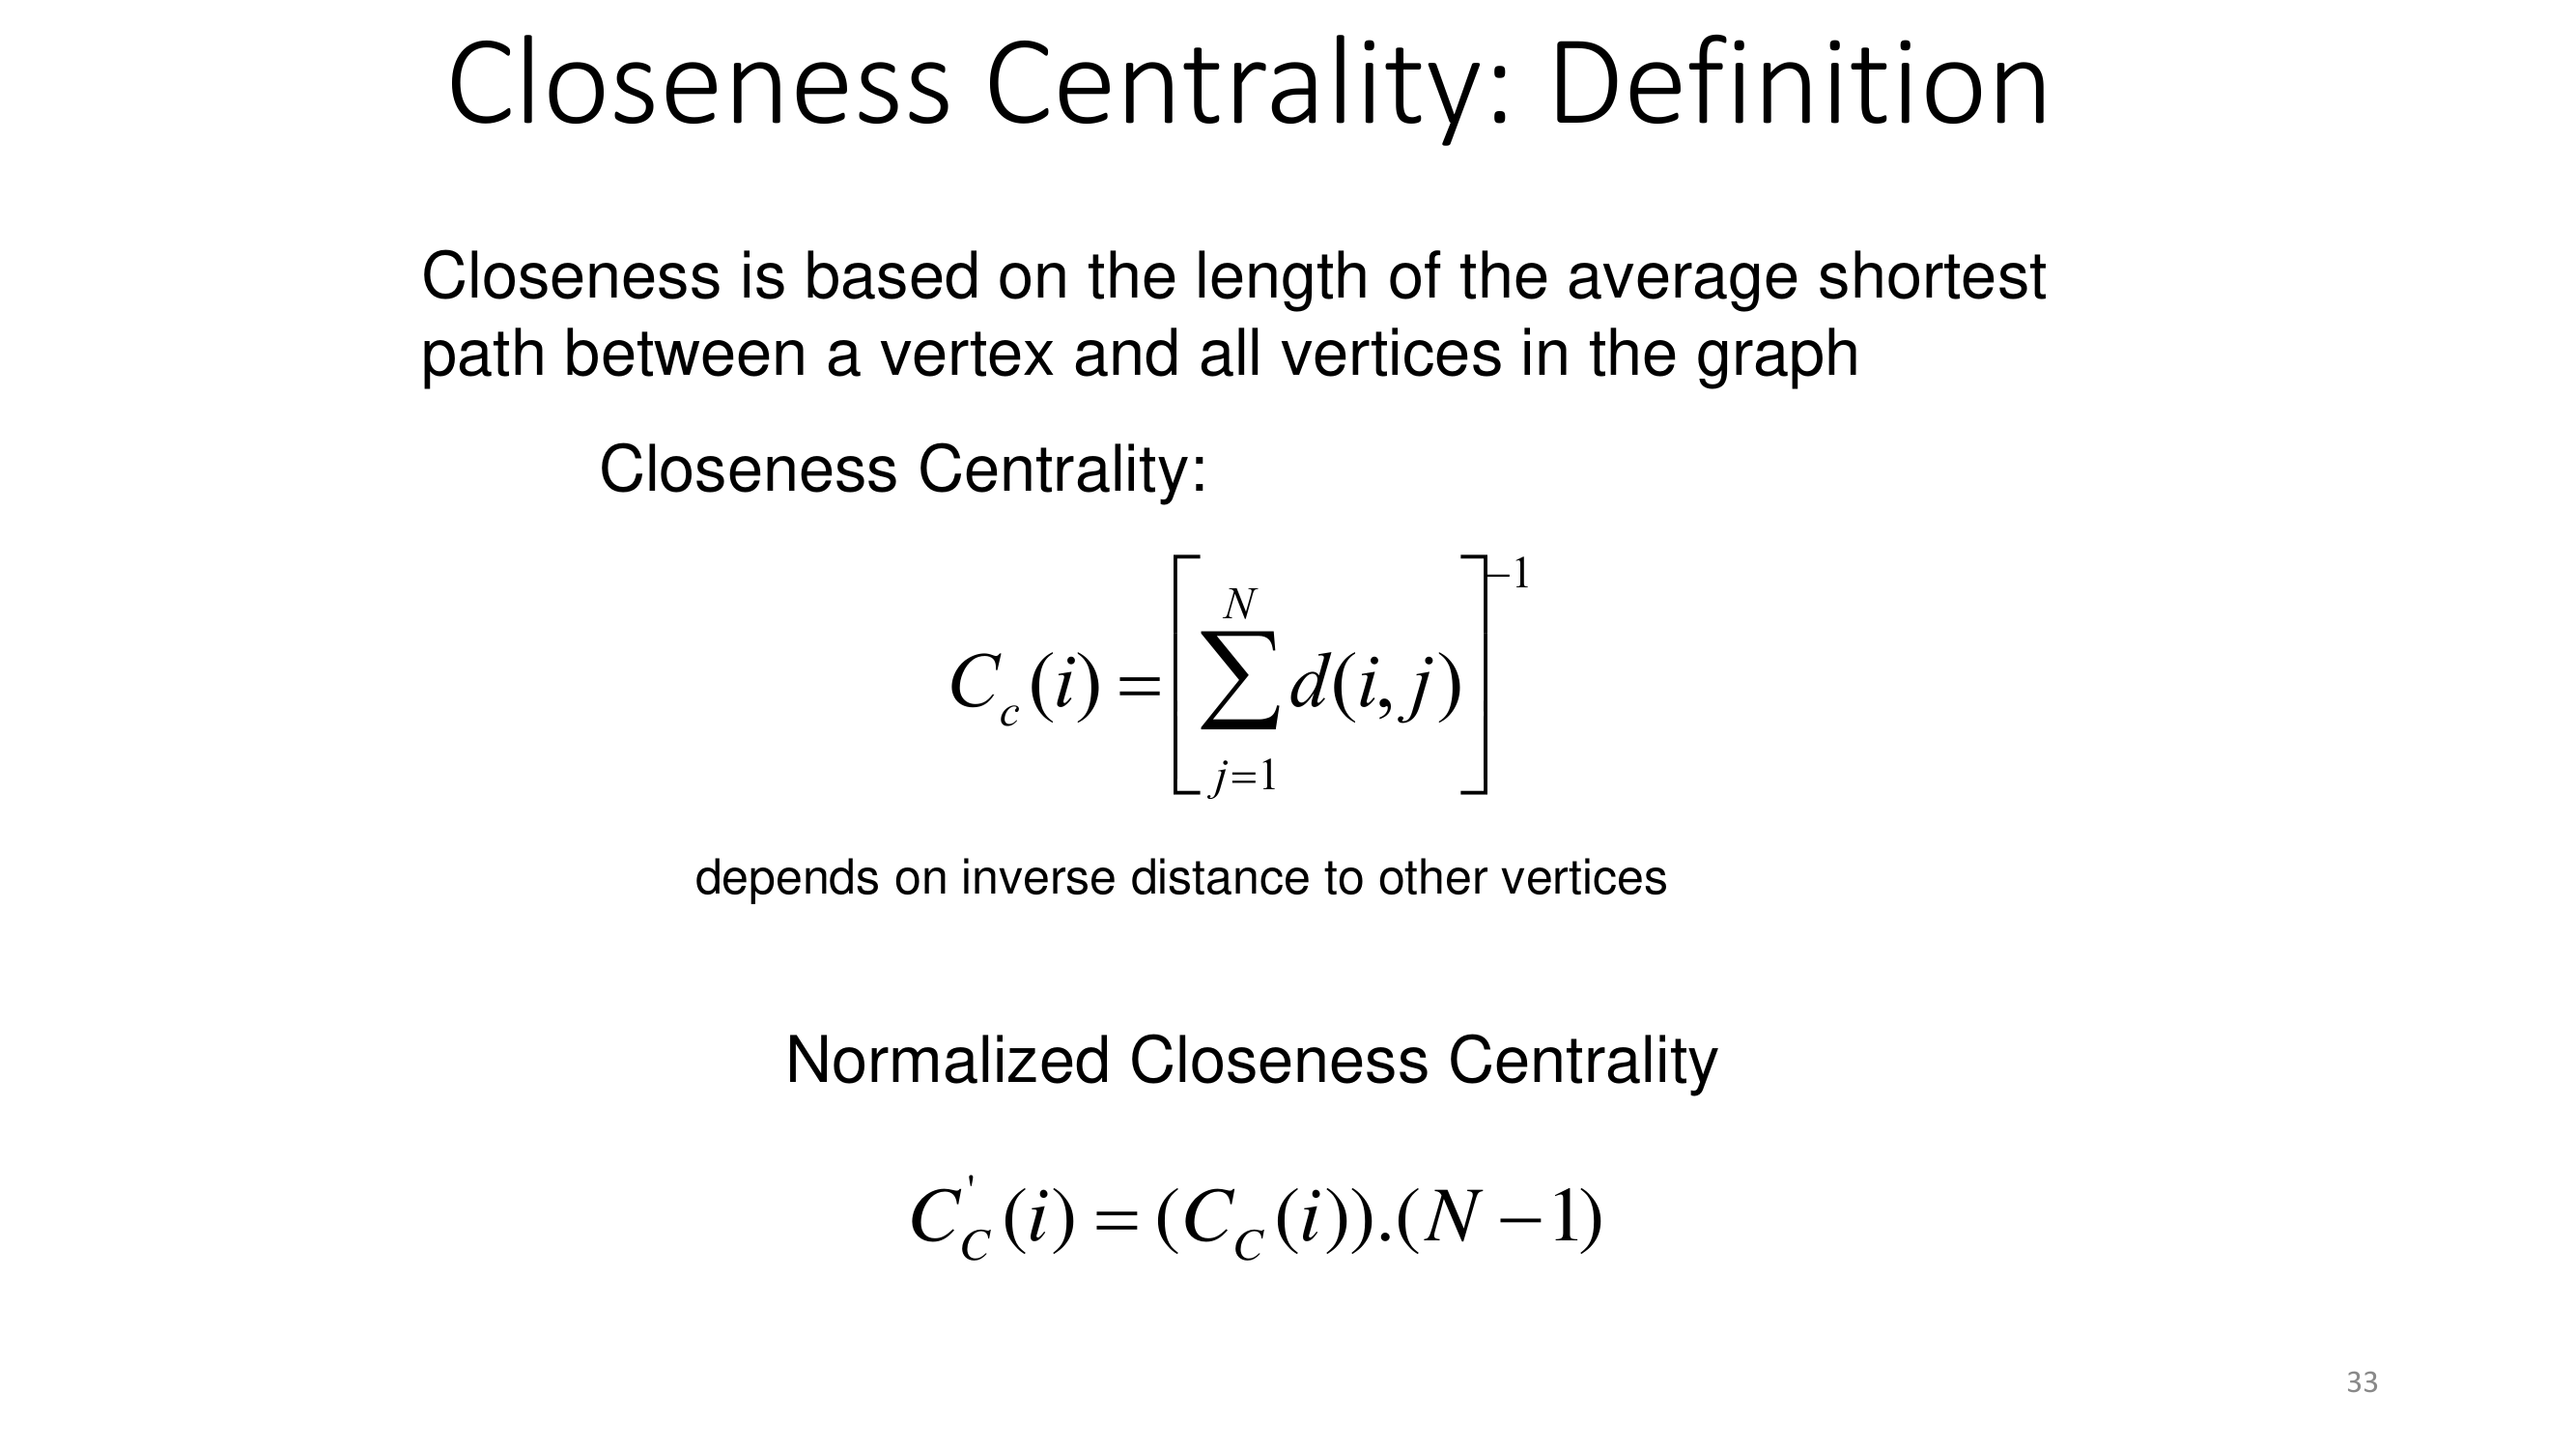 Closeness Centrality: Definition
Closeness is based on the length of the average shortest
path between a vertex and all vertices in the graph
Closeness Centrality:
$C_c(i) = \left[ \sum_{j=1}^{N} d(i,j) \right]^{-1}$
depends on inverse distance to other vertices
Normalized Closeness Centrality
$C_C^{'}(i) = (C_C(i)).(N-1)$
33